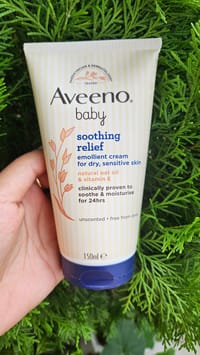 Aveeno®
baby
soothing
relief
emollient cream
for dry, sensitive skin
natural oat oil
& vitamin E
clinically proven to
soothe & moisturise
for 24hrs
unscented • free from
150ml e